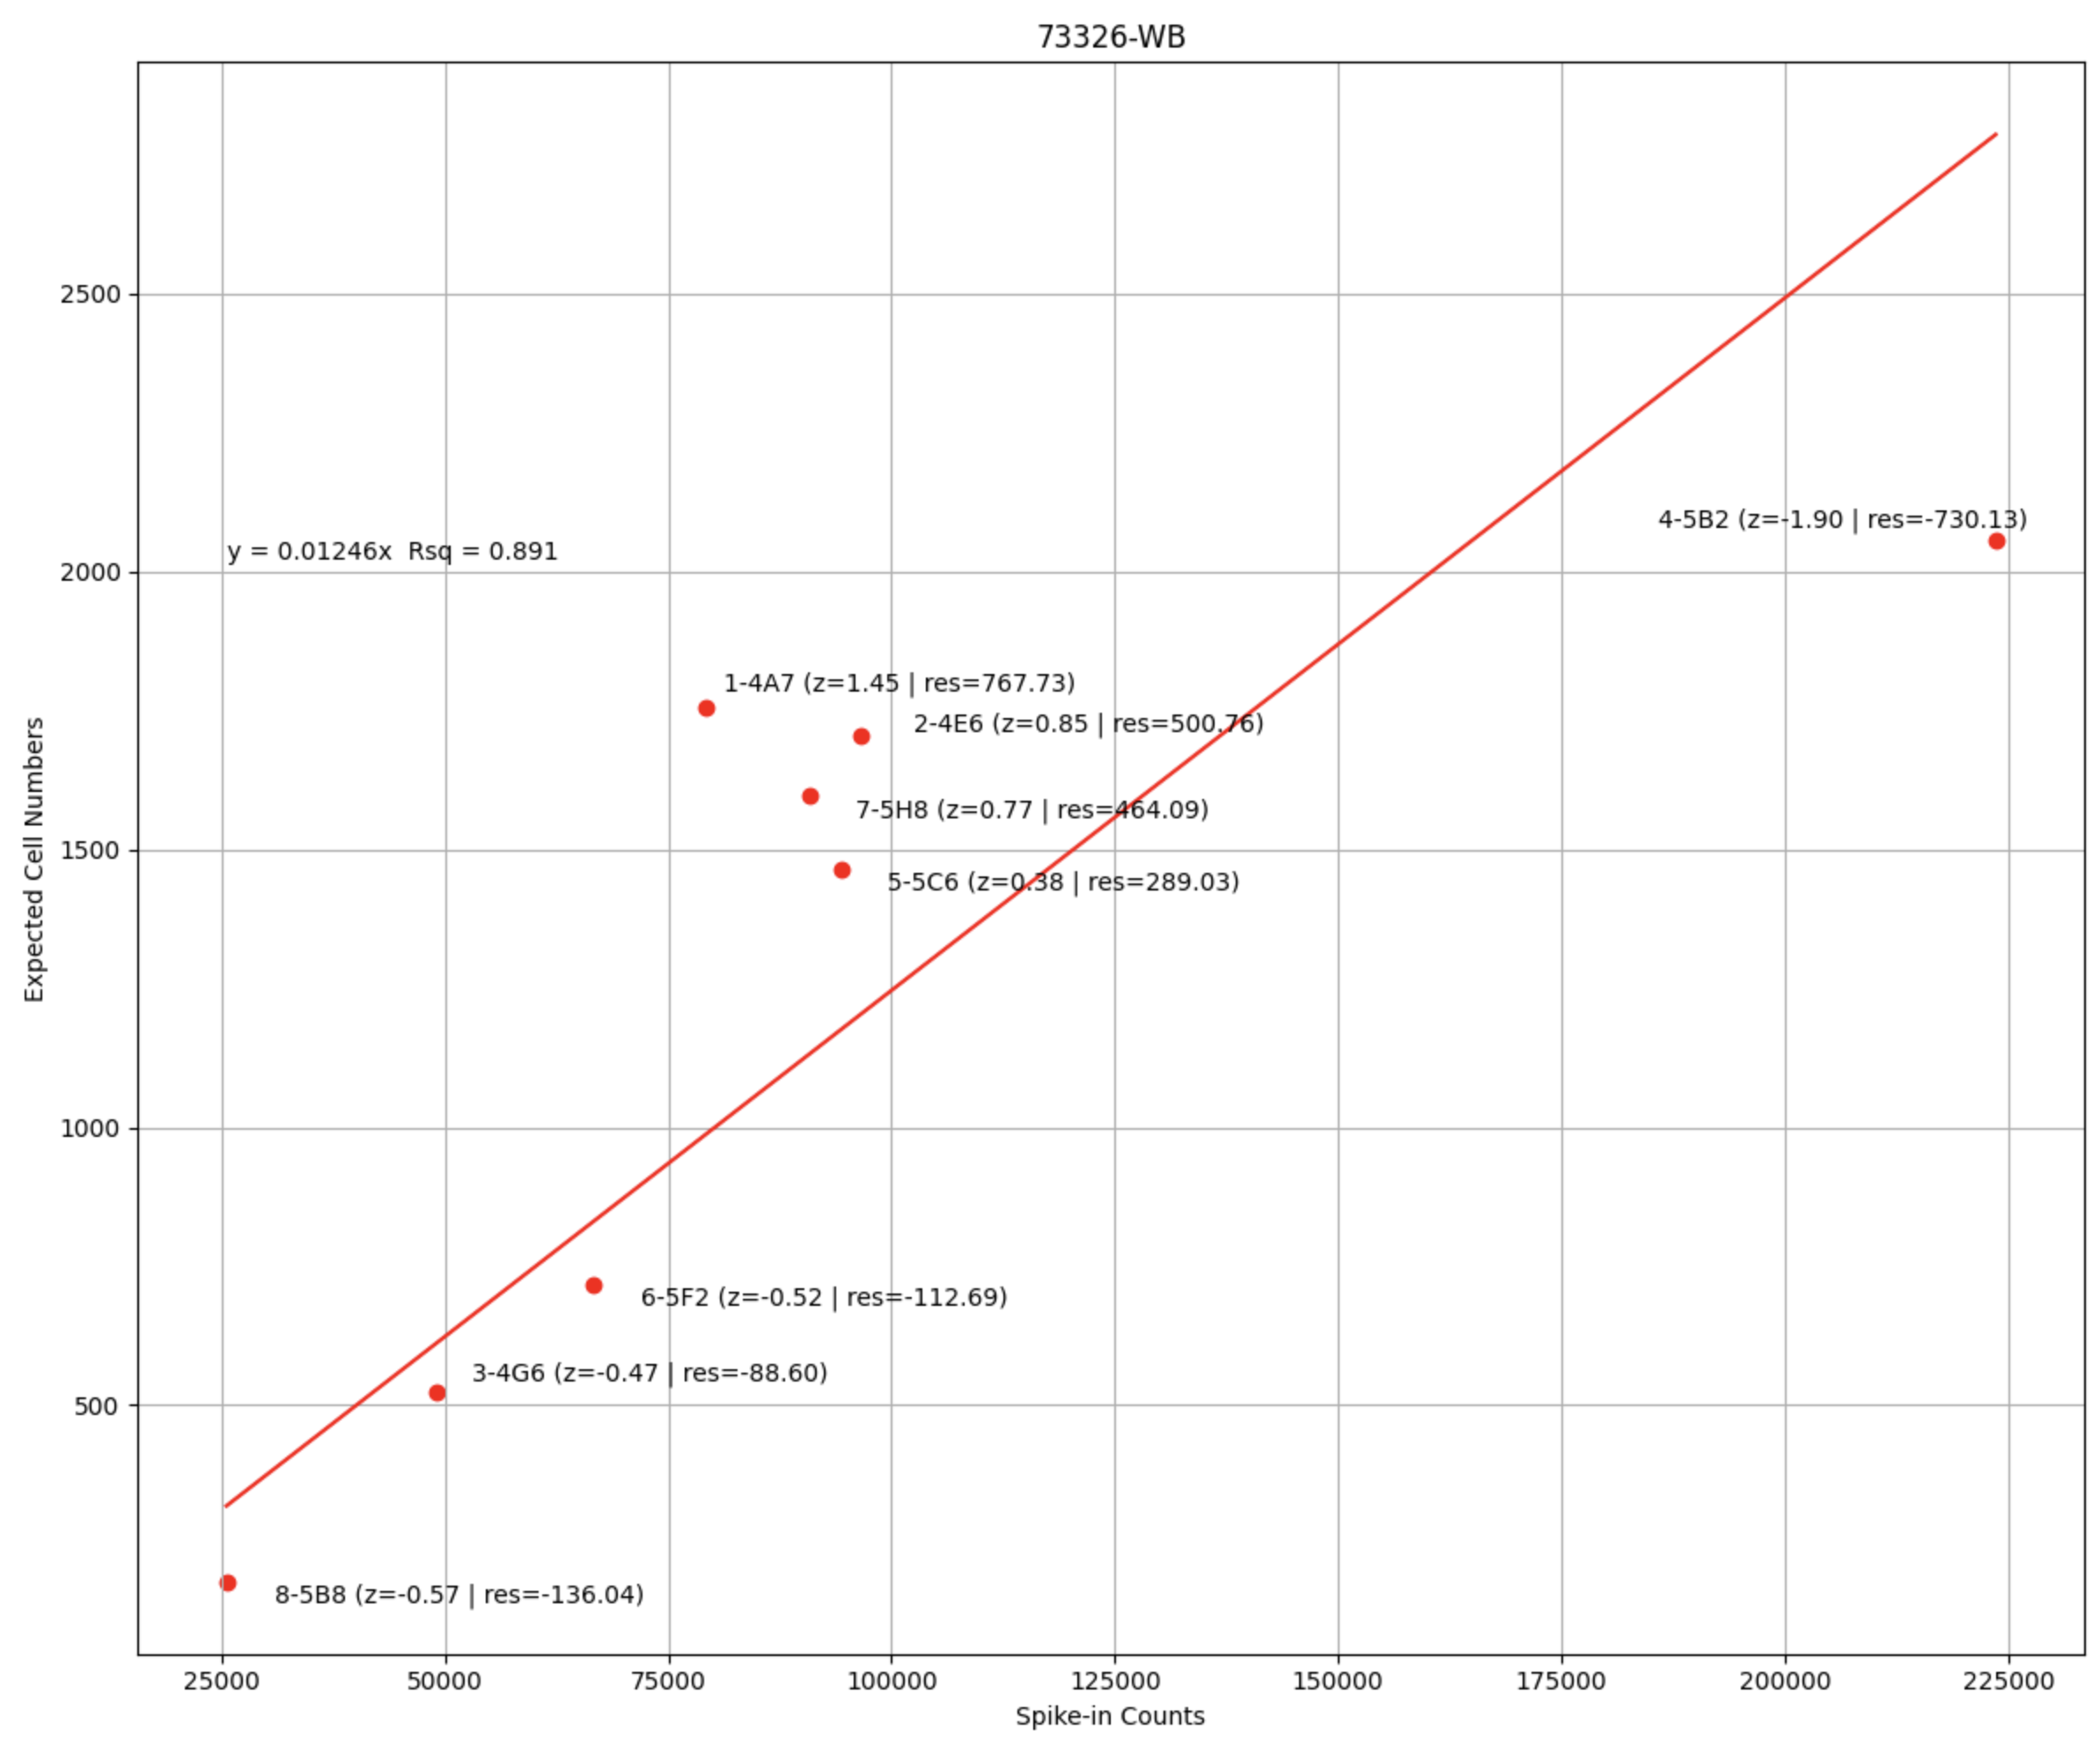 73326-WB
2500
4-5B2 (z=-1.90 | res=-730.13)
y = 0.01246x  Rsq = 0.891
2000
1-4A7 (z=1.45 | res=767.73)
2-4E6 (z=0.85 | res=500.76)
7-5H8 (z=0.77 | res=464.09)
1500
5-5C6 (z=0.38 | res=289.03)
Expected Cell Numbers
1000
6-5F2 (z=-0.52 | res=-112.69)
3-4G6 (z=-0.47 | res=-88.60)
500
8-5B8 (z=-0.57 | res=-136.04)
25000 50000 75000 100000 125000 150000 175000 200000 225000
Spike-in Counts